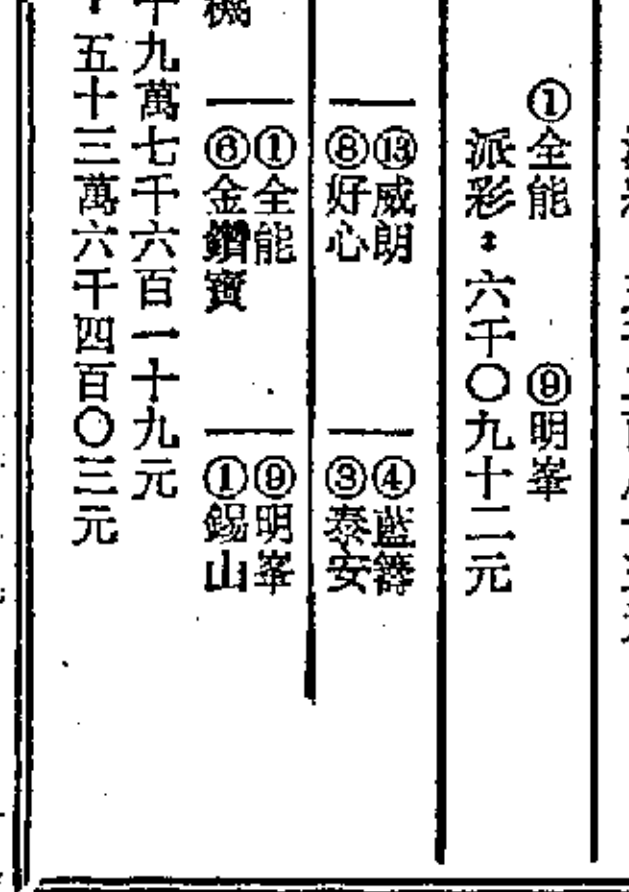 ①全能　⑨明峯
派彩：六千〇九十二元
⑬威朗　④藍籌
⑧好心　③泰安
①全能　⑨明峯
⑥金鑽寶　①錫山
九萬七千六百一十九元
五十三萬六千四百〇三元